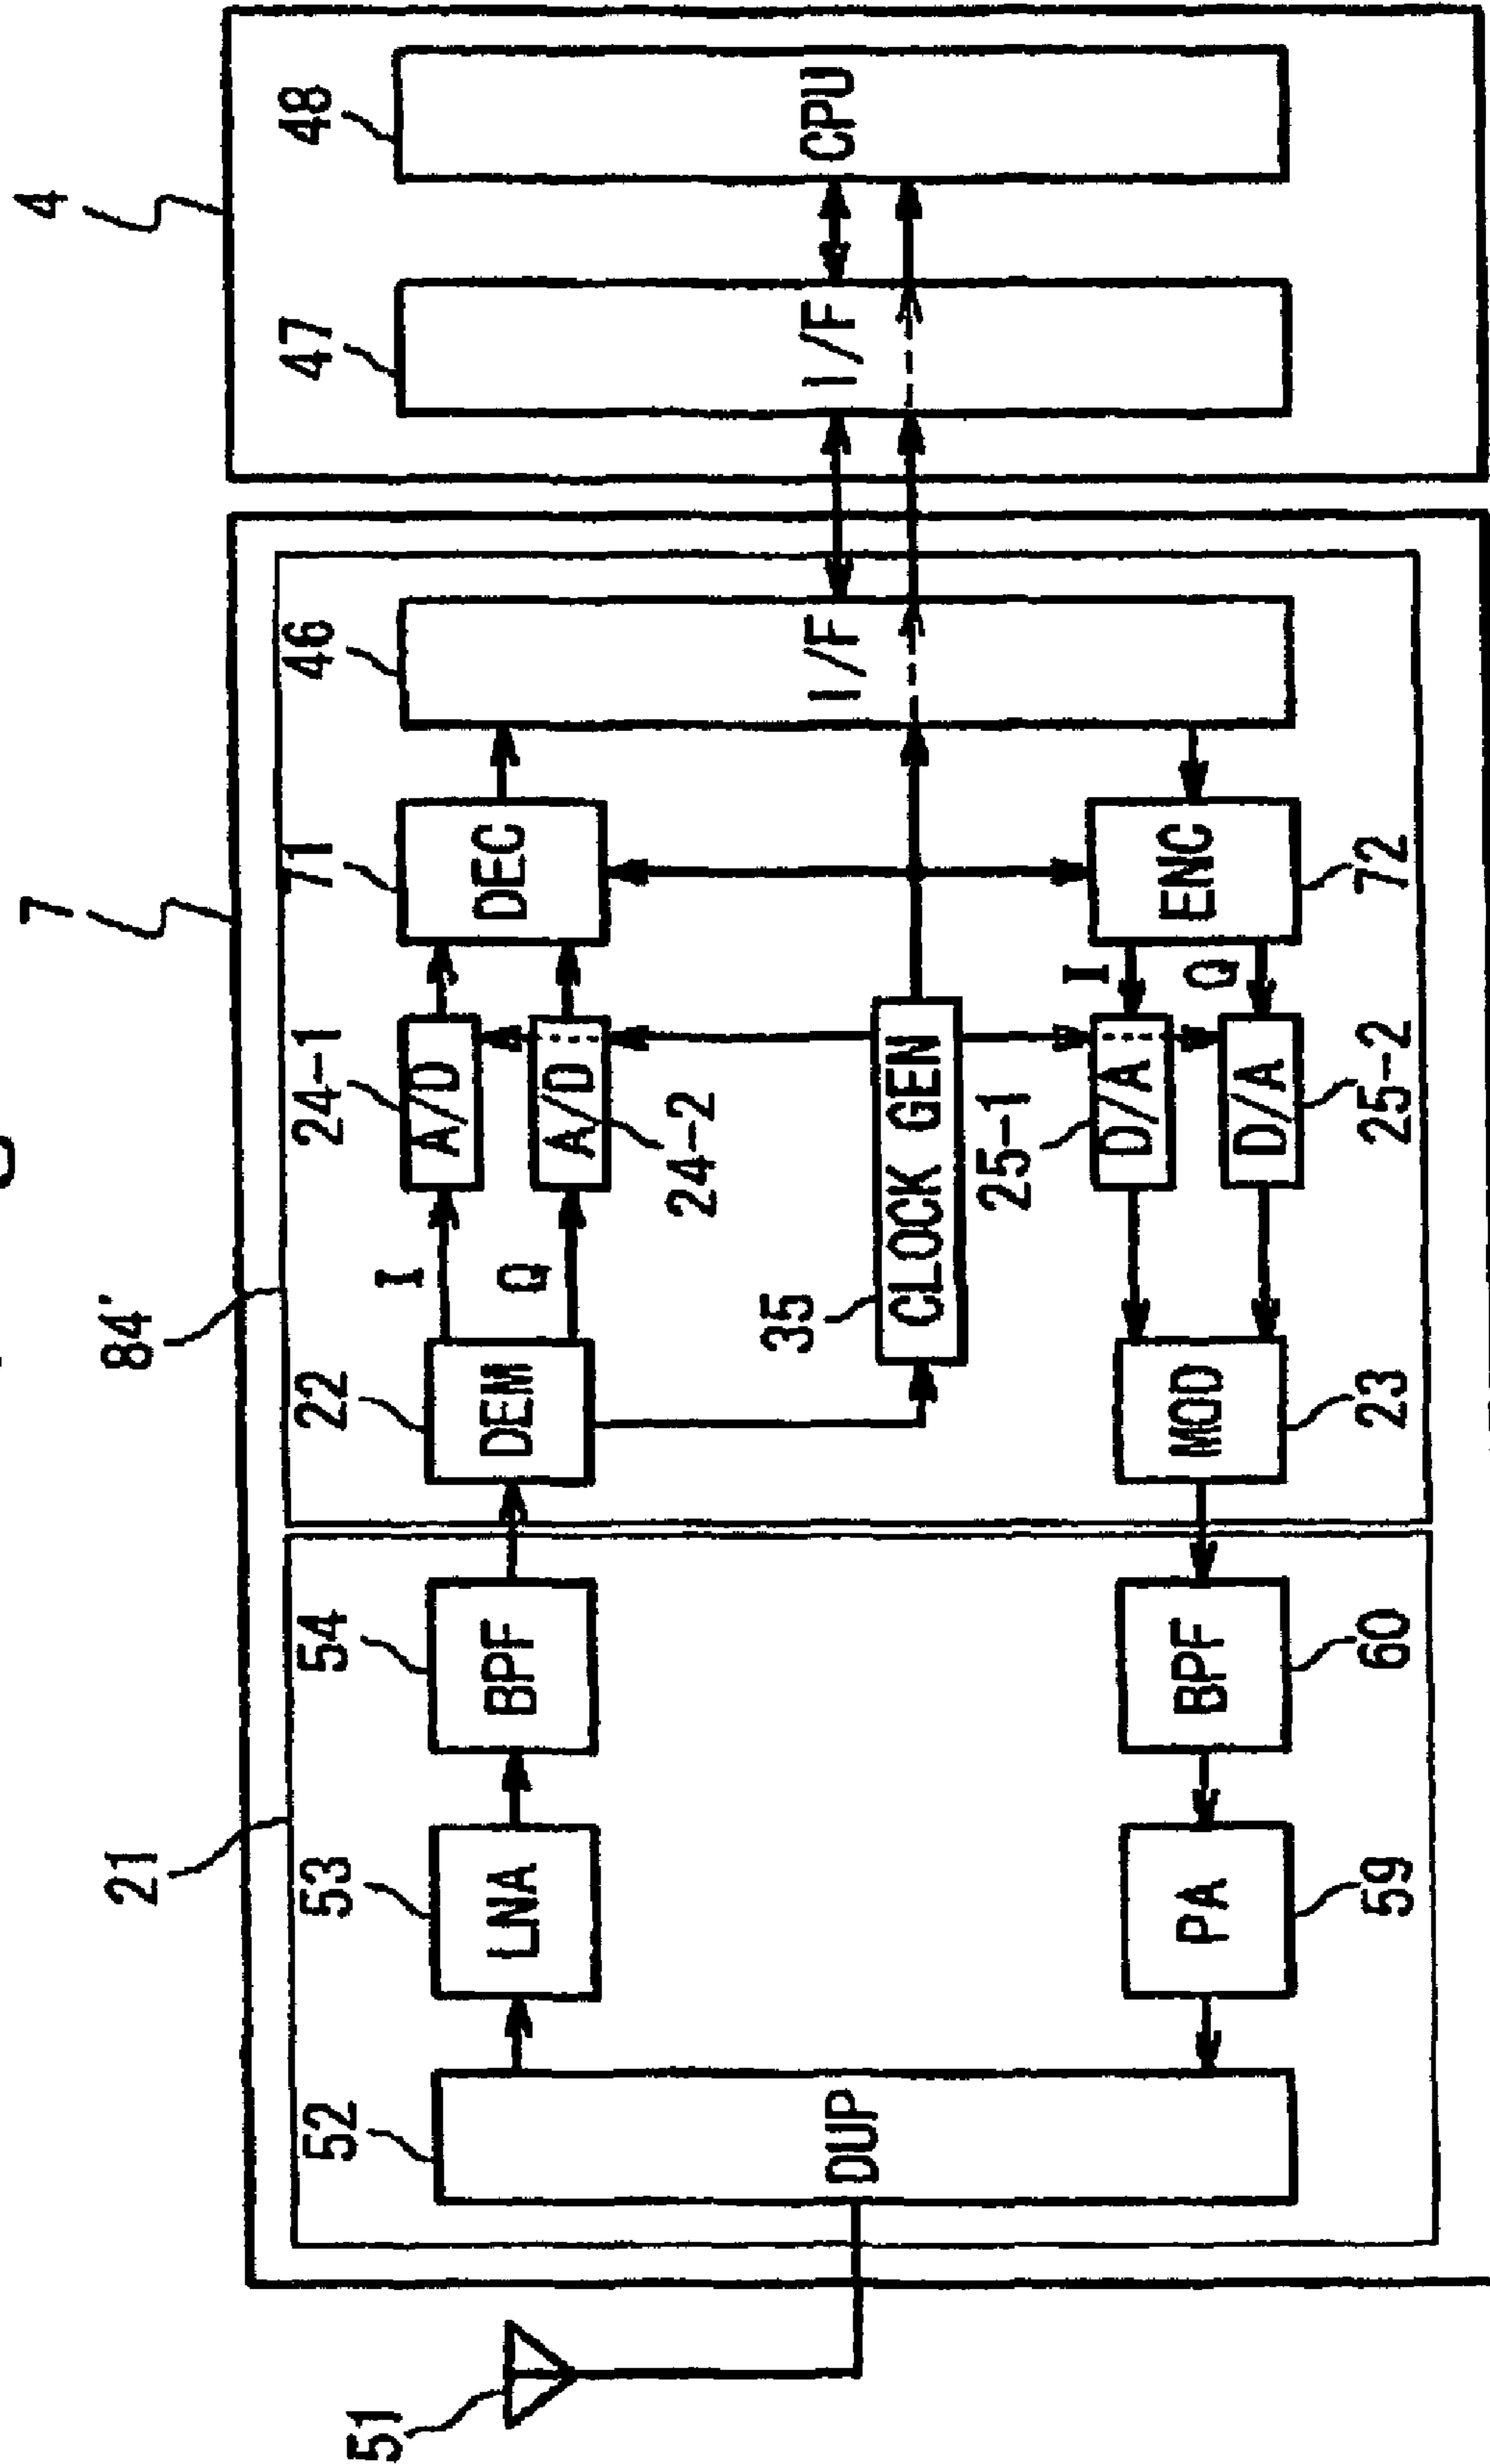 4
48
CPU
47
I/F
7
46
I/F
71
DEC
ENC
72
24-1
A/D
A/D
24-2
I
Q
CLOCK GEN
35
25-1
D/A
D/A
25-2
I
Q
84'
22
DEM
MOD
23
21
54
BPF
BPF
60
53
LNA
PA
59
52
DUP
51